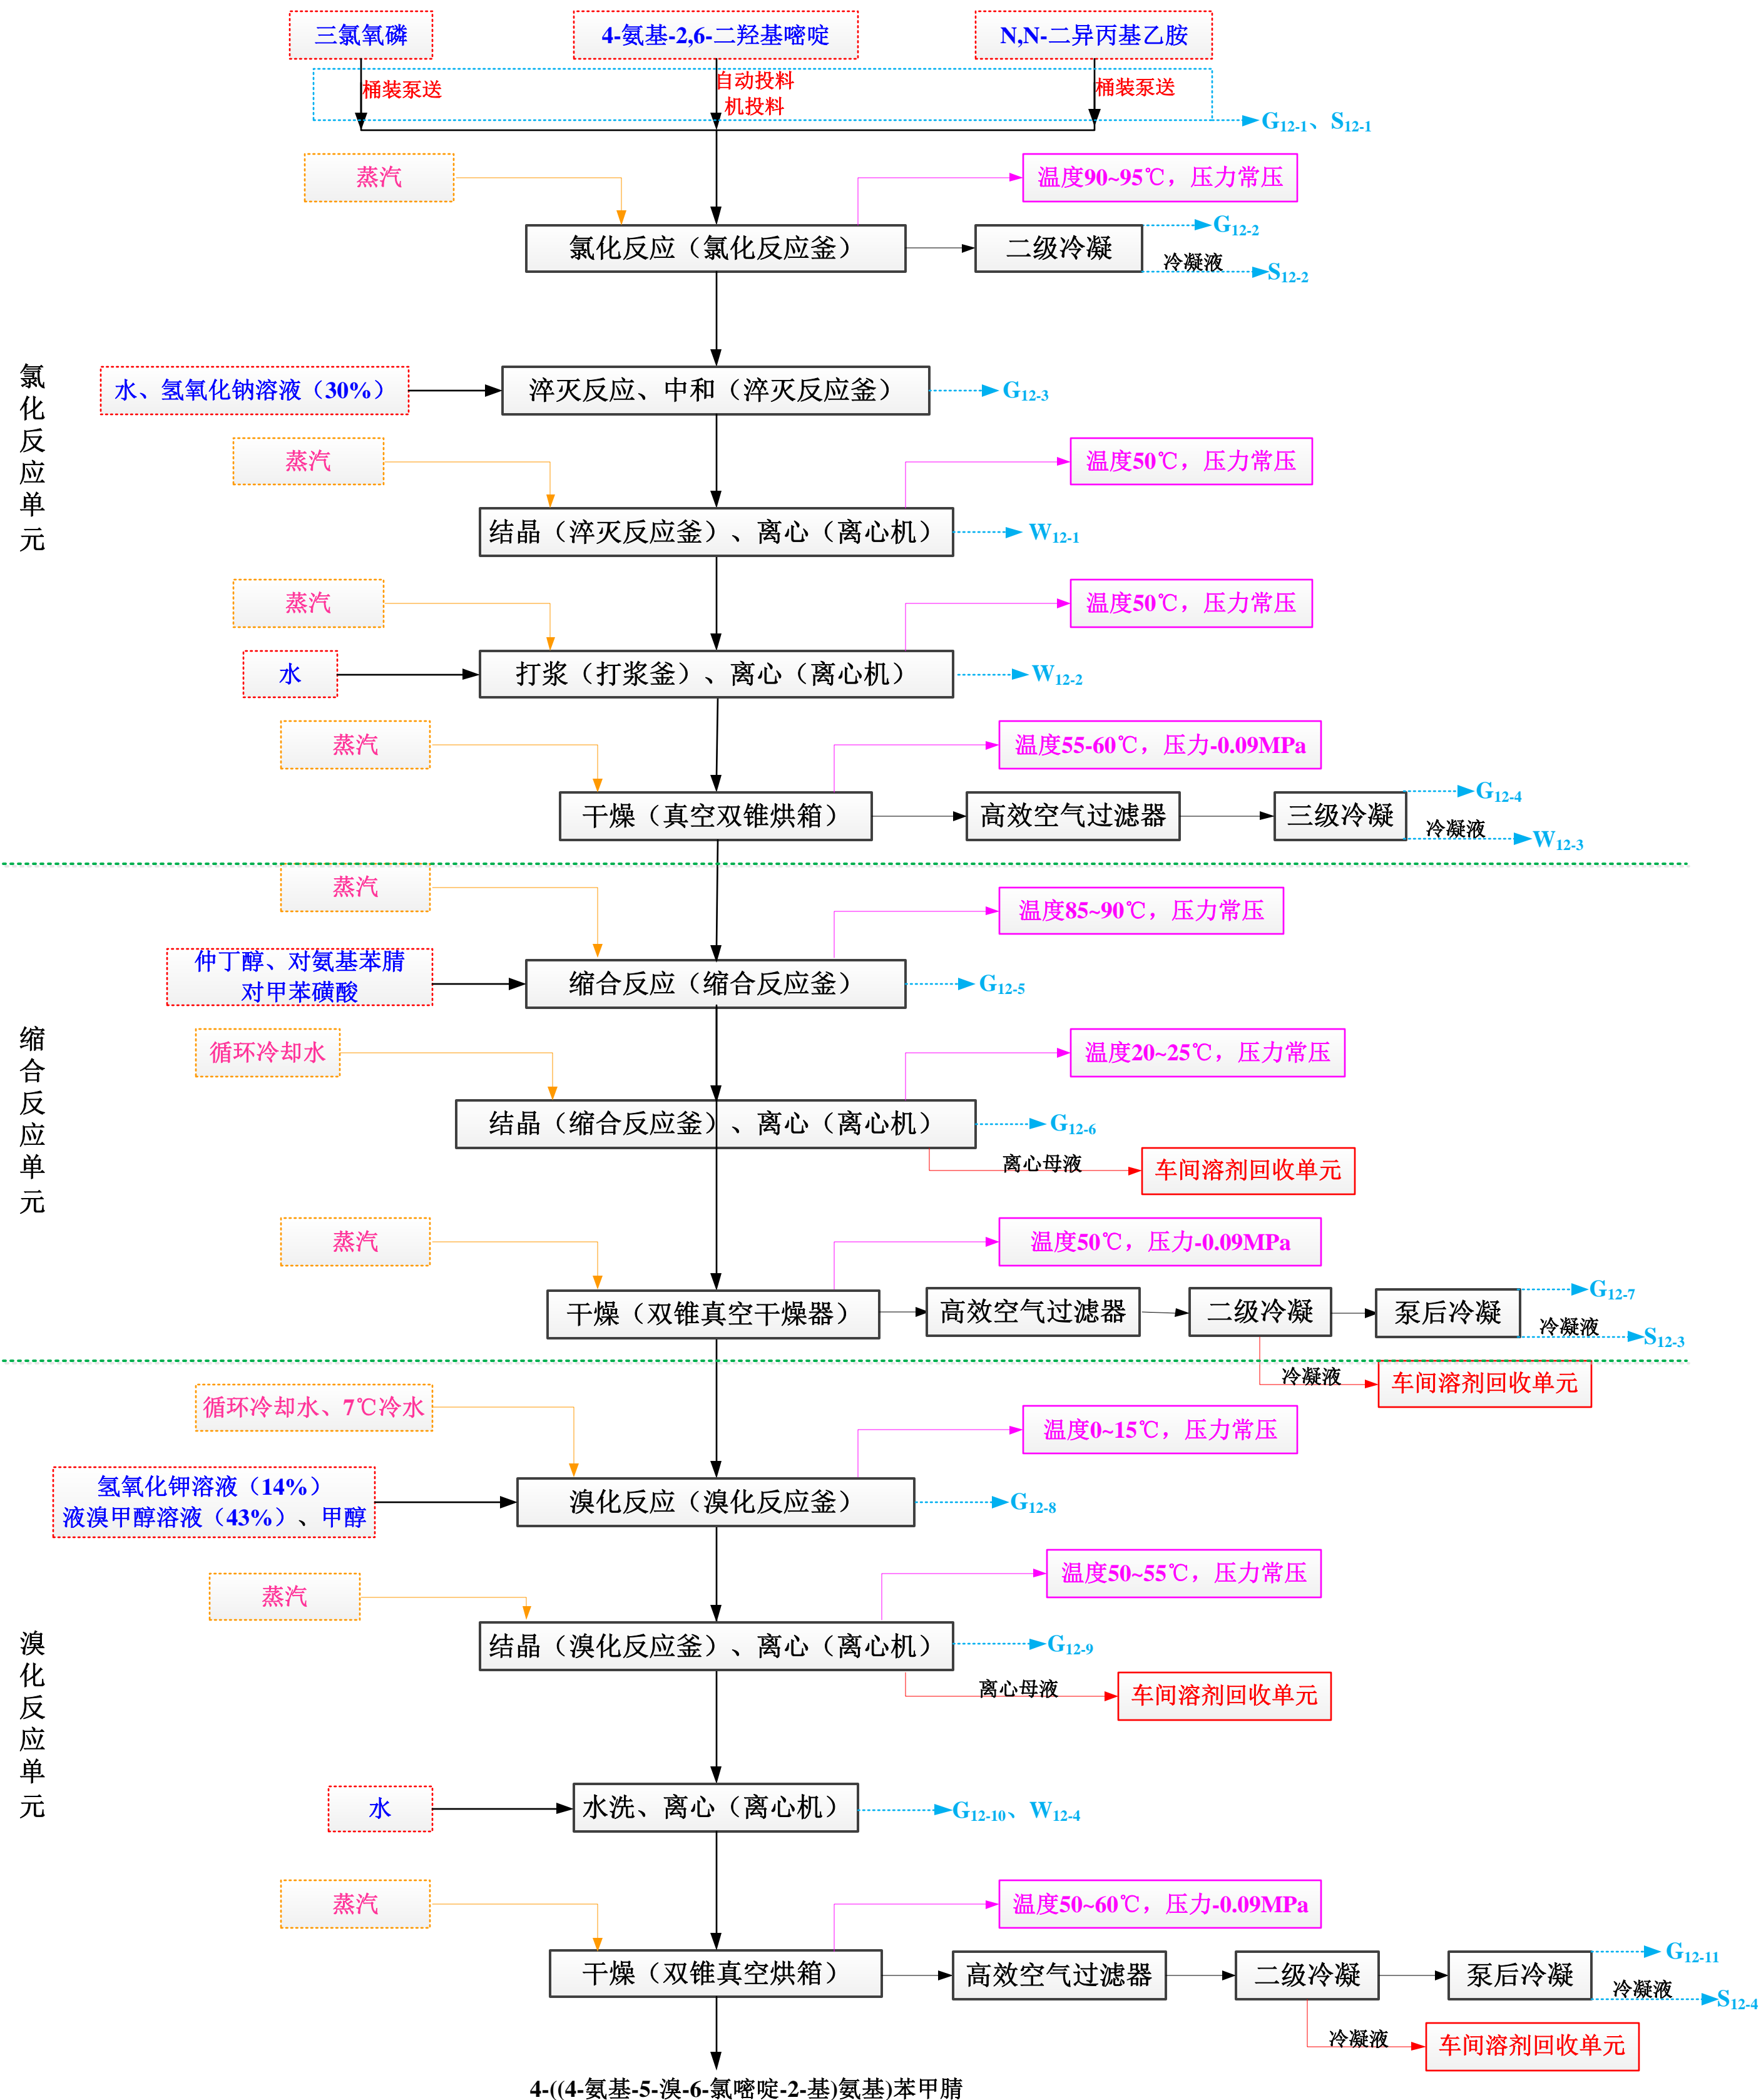 三氯氧磷
4-氨基-2,6-二羟基嘧啶
N,N-二异丙基乙胺
桶装泵送
自动投料
机投料
桶装泵送
G12-1、S12-1
蒸汽
温度90~95℃，压力常压
氯化反应（氯化反应釜）
二级冷凝
G12-2
冷凝液
S12-2
氯化反应单元
水、氢氧化钠溶液（30%）
淬灭反应、中和（淬灭反应釜）
G12-3
蒸汽
温度50℃，压力常压
结晶（淬灭反应釜）、离心（离心机）
W12-1
蒸汽
温度50℃，压力常压
水
打浆（打浆釜）、离心（离心机）
W12-2
蒸汽
温度55-60℃，压力-0.09MPa
干燥（真空双锥烘箱）
高效空气过滤器
三级冷凝
G12-4
冷凝液
W12-3
蒸汽
温度85~90℃，压力常压
仲丁醇、对氨基苯腈
对甲苯磺酸
缩合反应（缩合反应釜）
G12-5
缩合反应单元
循环冷却水
温度20~25℃，压力常压
结晶（缩合反应釜）、离心（离心机）
G12-6
离心母液
车间溶剂回收单元
蒸汽
温度50℃，压力-0.09MPa
干燥（双锥真空干燥器）
高效空气过滤器
二级冷凝
泵后冷凝
G12-7
冷凝液
S12-3
冷凝液
车间溶剂回收单元
循环冷却水、7℃冷水
温度0~15℃，压力常压
氢氧化钾溶液（14%）
液溴甲醇溶液（43%）、甲醇
溴化反应（溴化反应釜）
G12-8
蒸汽
温度50~55℃，压力常压
溴化反应单元
结晶（溴化反应釜）、离心（离心机）
G12-9
离心母液
车间溶剂回收单元
水
水洗、离心（离心机）
G12-10、W12-4
蒸汽
温度50~60℃，压力-0.09MPa
干燥（双锥真空烘箱）
高效空气过滤器
二级冷凝
泵后冷凝
G12-11
冷凝液
S12-4
冷凝液
车间溶剂回收单元
4-((4-氨基-5-溴-6-氯嘧啶-2-基)氨基)苯甲腈